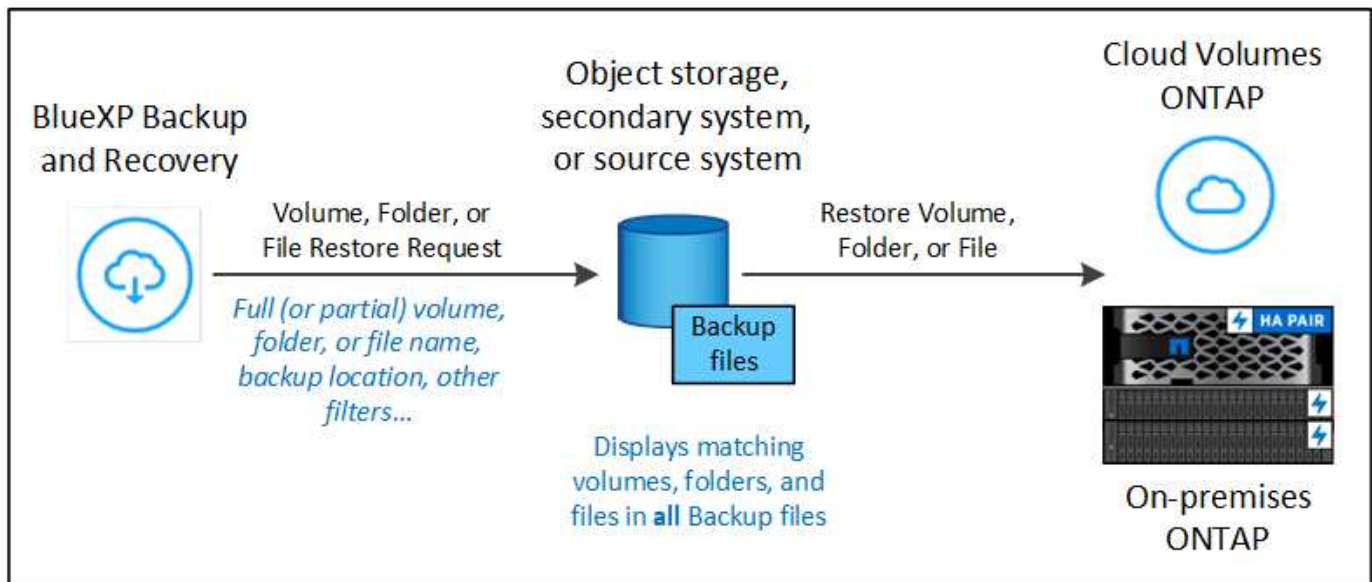 BlueXP Backup
and Recovery
Volume, Folder, or
File Restore Request
Full (or partial) volume,
folder, or file name,
backup location, other
filters...
Object storage,
secondary system,
or source system
Backup
files
Displays matching
volumes, folders, and
files in all Backup files
Restore Volume,
Folder, or File
Cloud Volumes
ONTAP
HA PAIR
On-premises
ONTAP